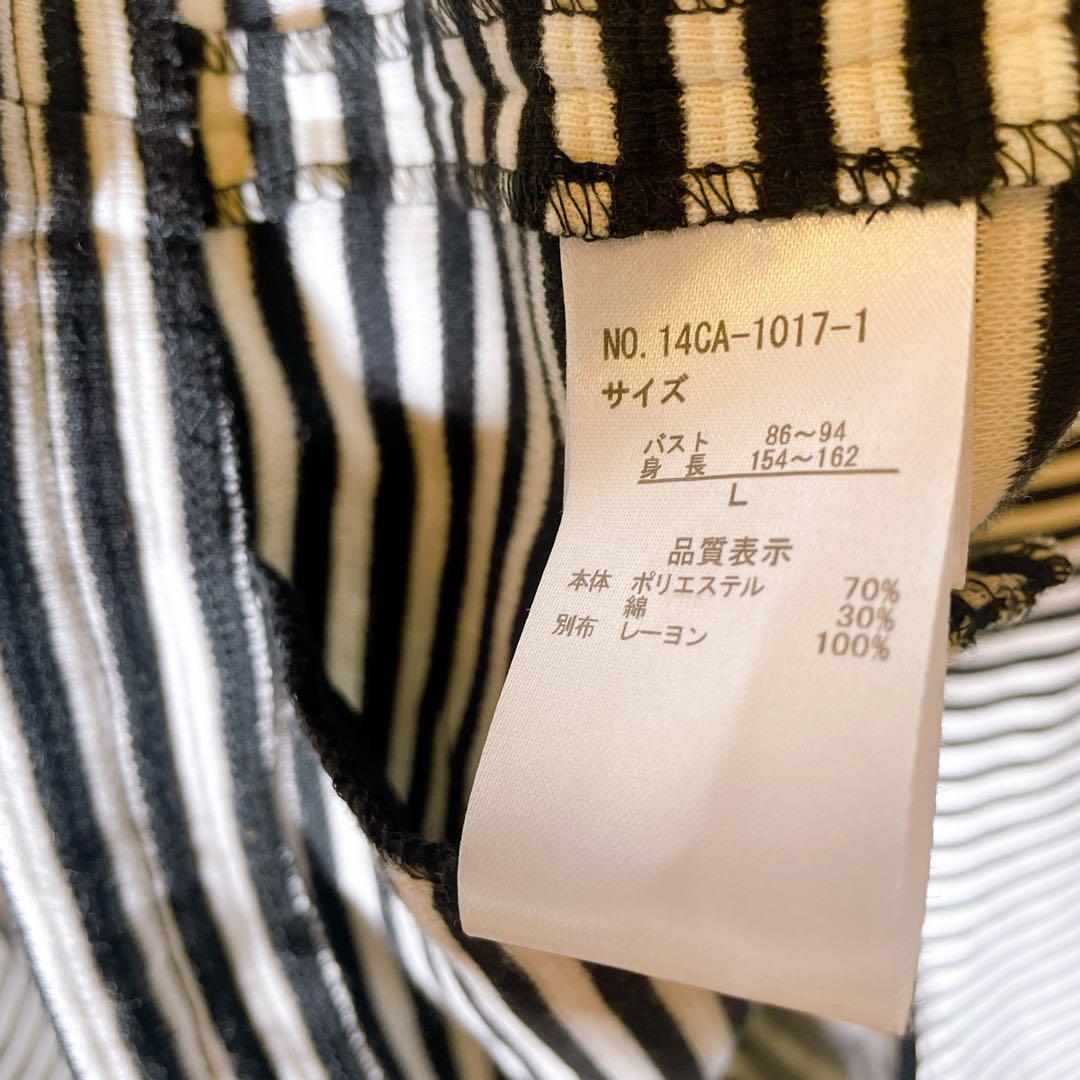 NO. 14CA-1017-1
サイズ
バスト 86～94
身長 154～162
L
品質表示
本体 ポリエステル 70%
綿 30%
別布 レーヨン 100%